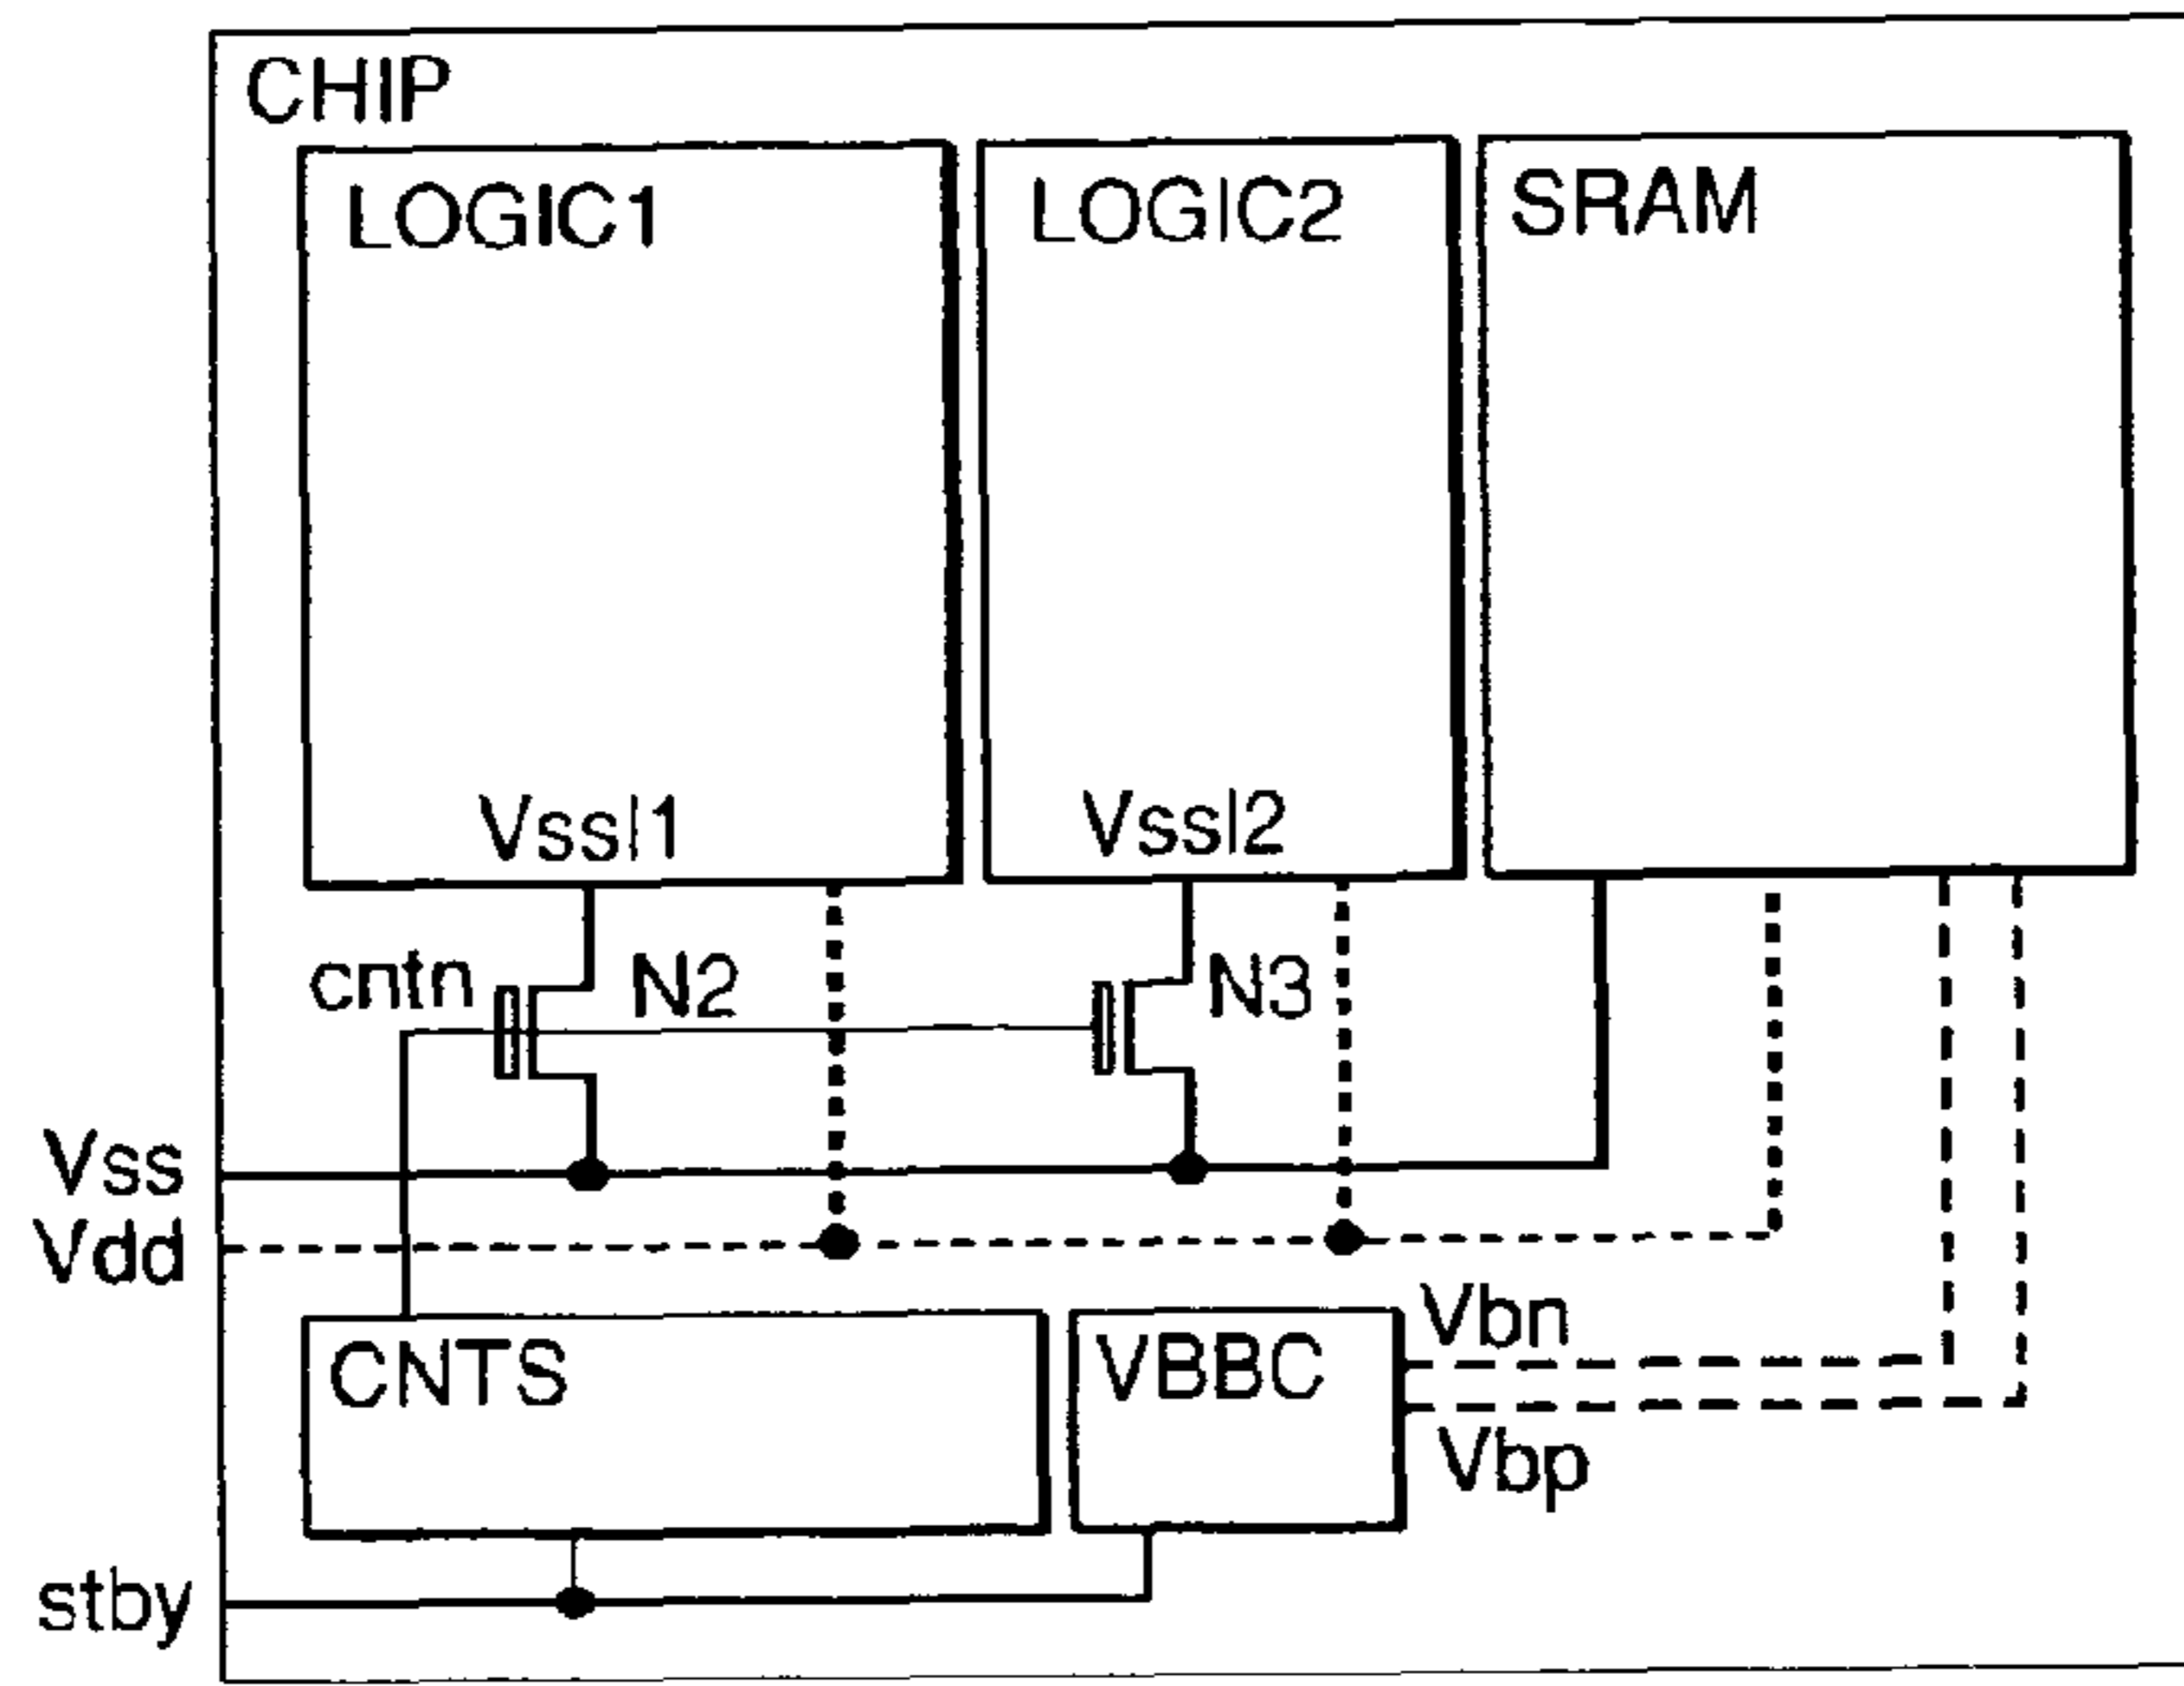 CHIP
LOGIC1
LOGIC2
SRAM
Vssl1
Vssl2
cntn
N2
N3
Vss
Vdd
CNTS
VBBC
Vbn
Vbp
stby